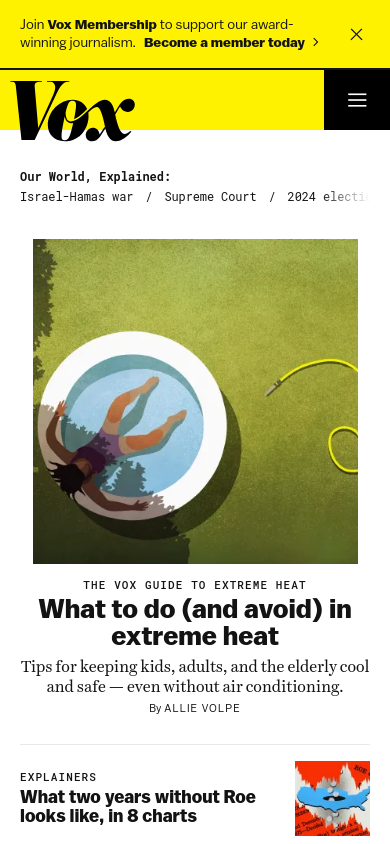 Join Vox Membership to support our award-
winning journalism. Become a member today
Vox
Our World, Explained:
Israel-Hamas war / Supreme Court / 2024 electi
THE VOX GUIDE TO EXTREME HEAT
What to do (and avoid) in
extreme heat
Tips for keeping kids, adults, and the elderly cool
and safe — even without air conditioning.
By ALLIE VOLPE
EXPLAINERS
What two years without Roe
looks like, in 8 charts